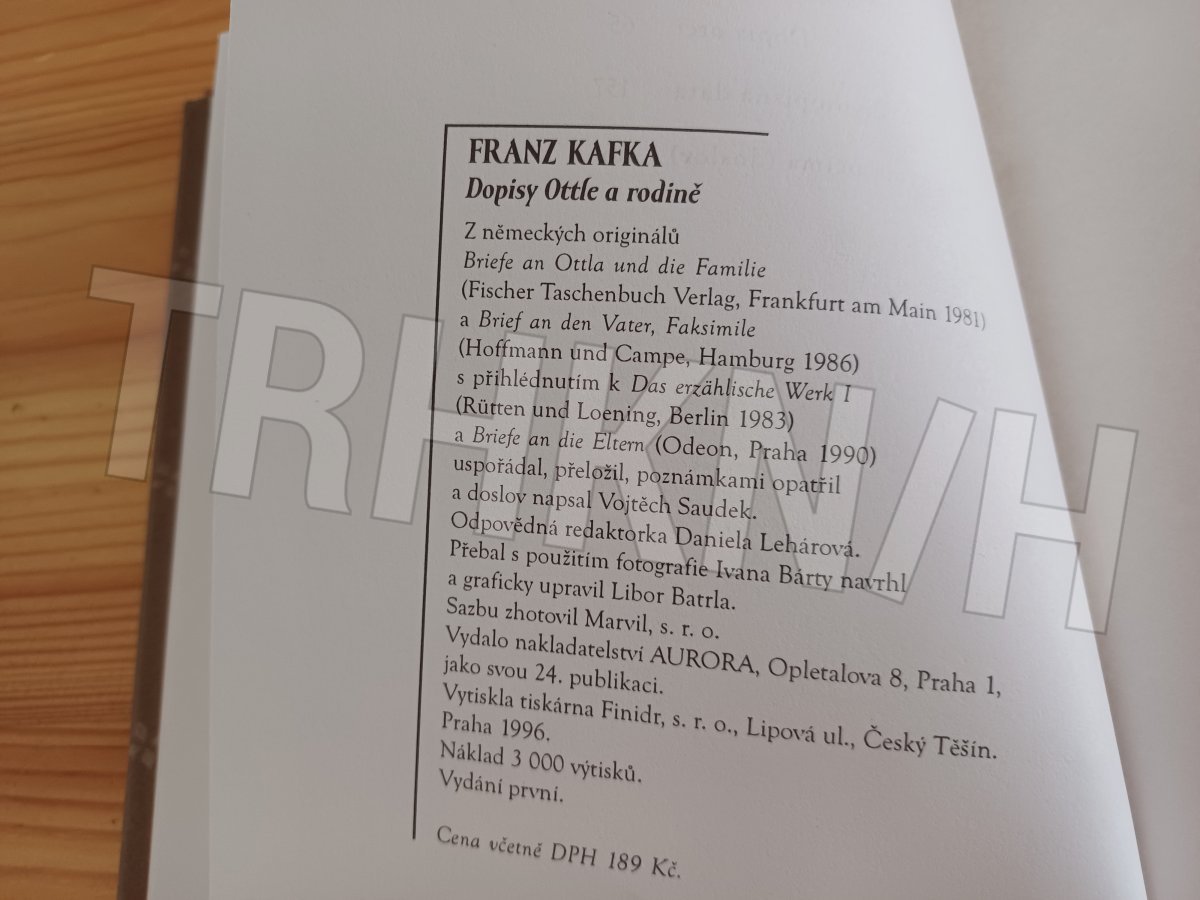 FRANZ KAFKA
Dopisy Ottle a rodině
Z německých originálů
Briefe an Ottla und die Familie
(Fischer Taschenbuch Verlag, Frankfurt am Main 1981)
a Brief an den Vater, Faksimile
(Hoffmann und Campe, Hamburg 1986)
s přihlédnutím k Das erzählische Werk I
(Rütten und Loening, Berlin 1983)
a Briefe an die Eltern (Odeon, Praha 1990)
uspořádal, přeložil, poznámkami opatřil
a doslov napsal Vojtěch Saudek.
Odpovědná redaktorka Daniela Lehárová.
Přebal s použitím fotografie Ivana Bárty navrhl
a graficky upravil Libor Batrla.
Sazbu zhotovil Marvil, s. r. o.
Vydalo nakladatelství AURORA, Opletalova 8, Praha 1,
jako svou 24. publikaci.
Vytiskla tiskárna Finidr, s. r. o., Lipová ul., Český Těšín.
Praha 1996.
Náklad 3 000 výtisků.
Vydání první.
Cena včetně DPH 189 Kč.
TRHKNIH